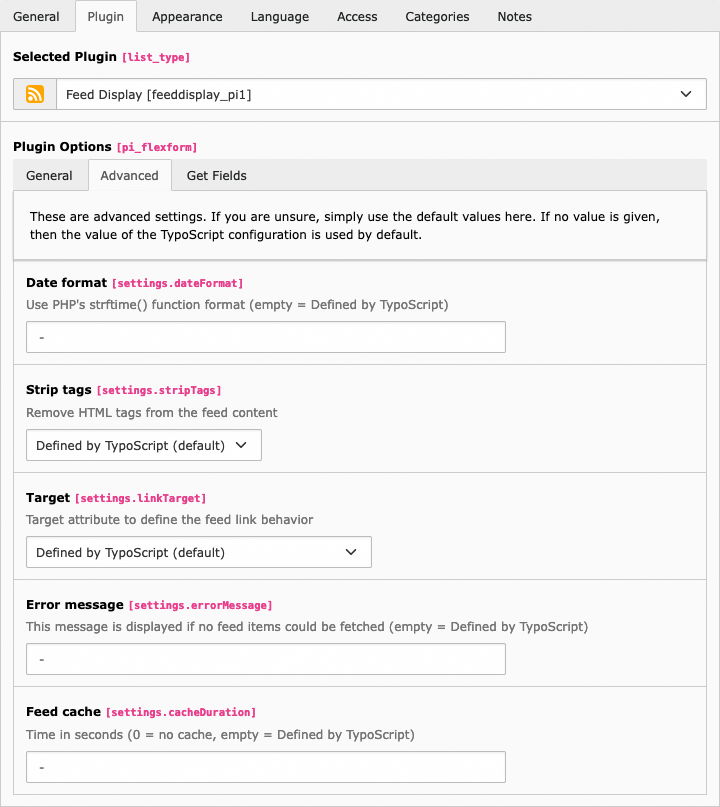 General Plugin Appearance Language Access Categories Notes
Selected Plugin [list_type]
Feed Display [feeddisplay_pi1]
Plugin Options [pi_flexform]
General Advanced Get Fields
These are advanced settings. If you are unsure, simply use the default values here. If no value is given,
then the value of the TypoScript configuration is used by default.
Date format [settings.dateFormat]
Use PHP's strftime() function format (empty = Defined by TypoScript)
-
Strip tags [settings.stripTags]
Remove HTML tags from the feed content
Defined by TypoScript (default)
Target [settings.linkTarget]
Target attribute to define the feed link behavior
Defined by TypoScript (default)
Error message [settings.errorMessage]
This message is displayed if no feed items could be fetched (empty = Defined by TypoScript)
-
Feed cache [settings.cacheDuration]
Time in seconds (0 = no cache, empty = Defined by TypoScript)
-